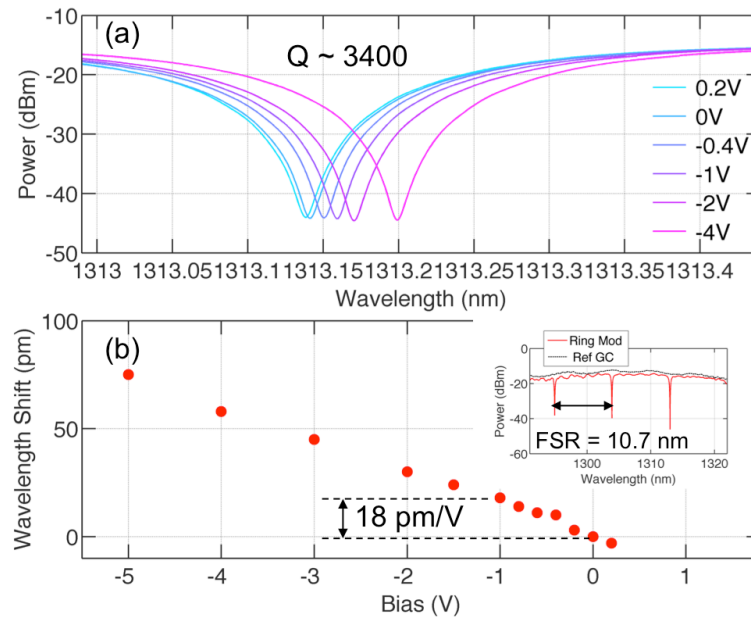 -10
(a)
Q ~ 3400
-20
-30
-40
-50
Power (dBm)
0.2V
0V
-0.4V
-1V
-2V
-4V
1313 1313.05 1313.1 1313.15 1313.2 1313.25 1313.3 1313.35 1313.4
Wavelength (nm)
100
(b)
50
0
Wavelength Shift (pm)
18 pm/V
-5 -4 -3 -2 -1 0 1
Bias (V)
Ring Mod
Ref GC
0
-20
-40
-60
Power (dBm)
FSR = 10.7 nm
1300 1310 1320
Wavelength (nm)